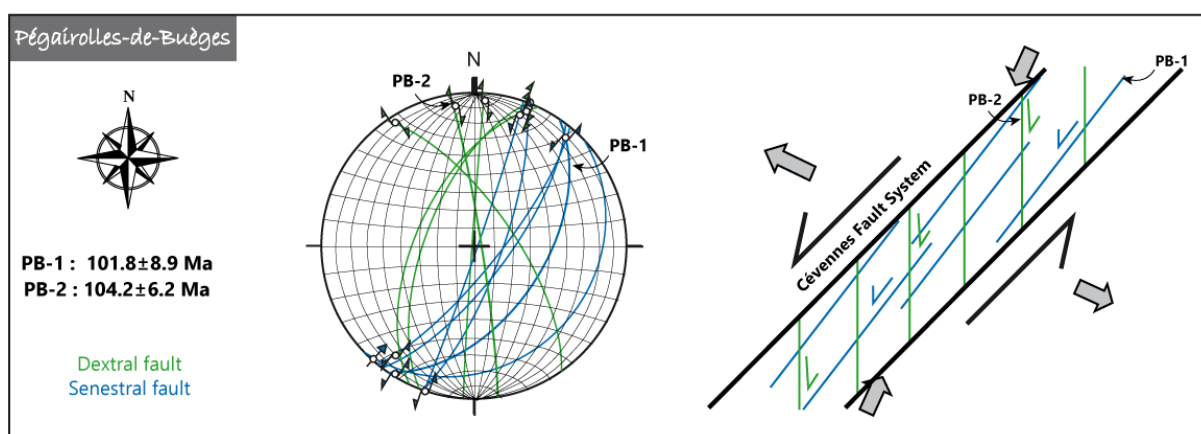 Pégairolles-de-Buèges
N
PB-1 : 101.8±8.9 Ma
PB-2 : 104.2±6.2 Ma
Dextral fault
Senestral fault
N
PB-2
PB-1
PB-1
PB-2
Cévennes Fault System